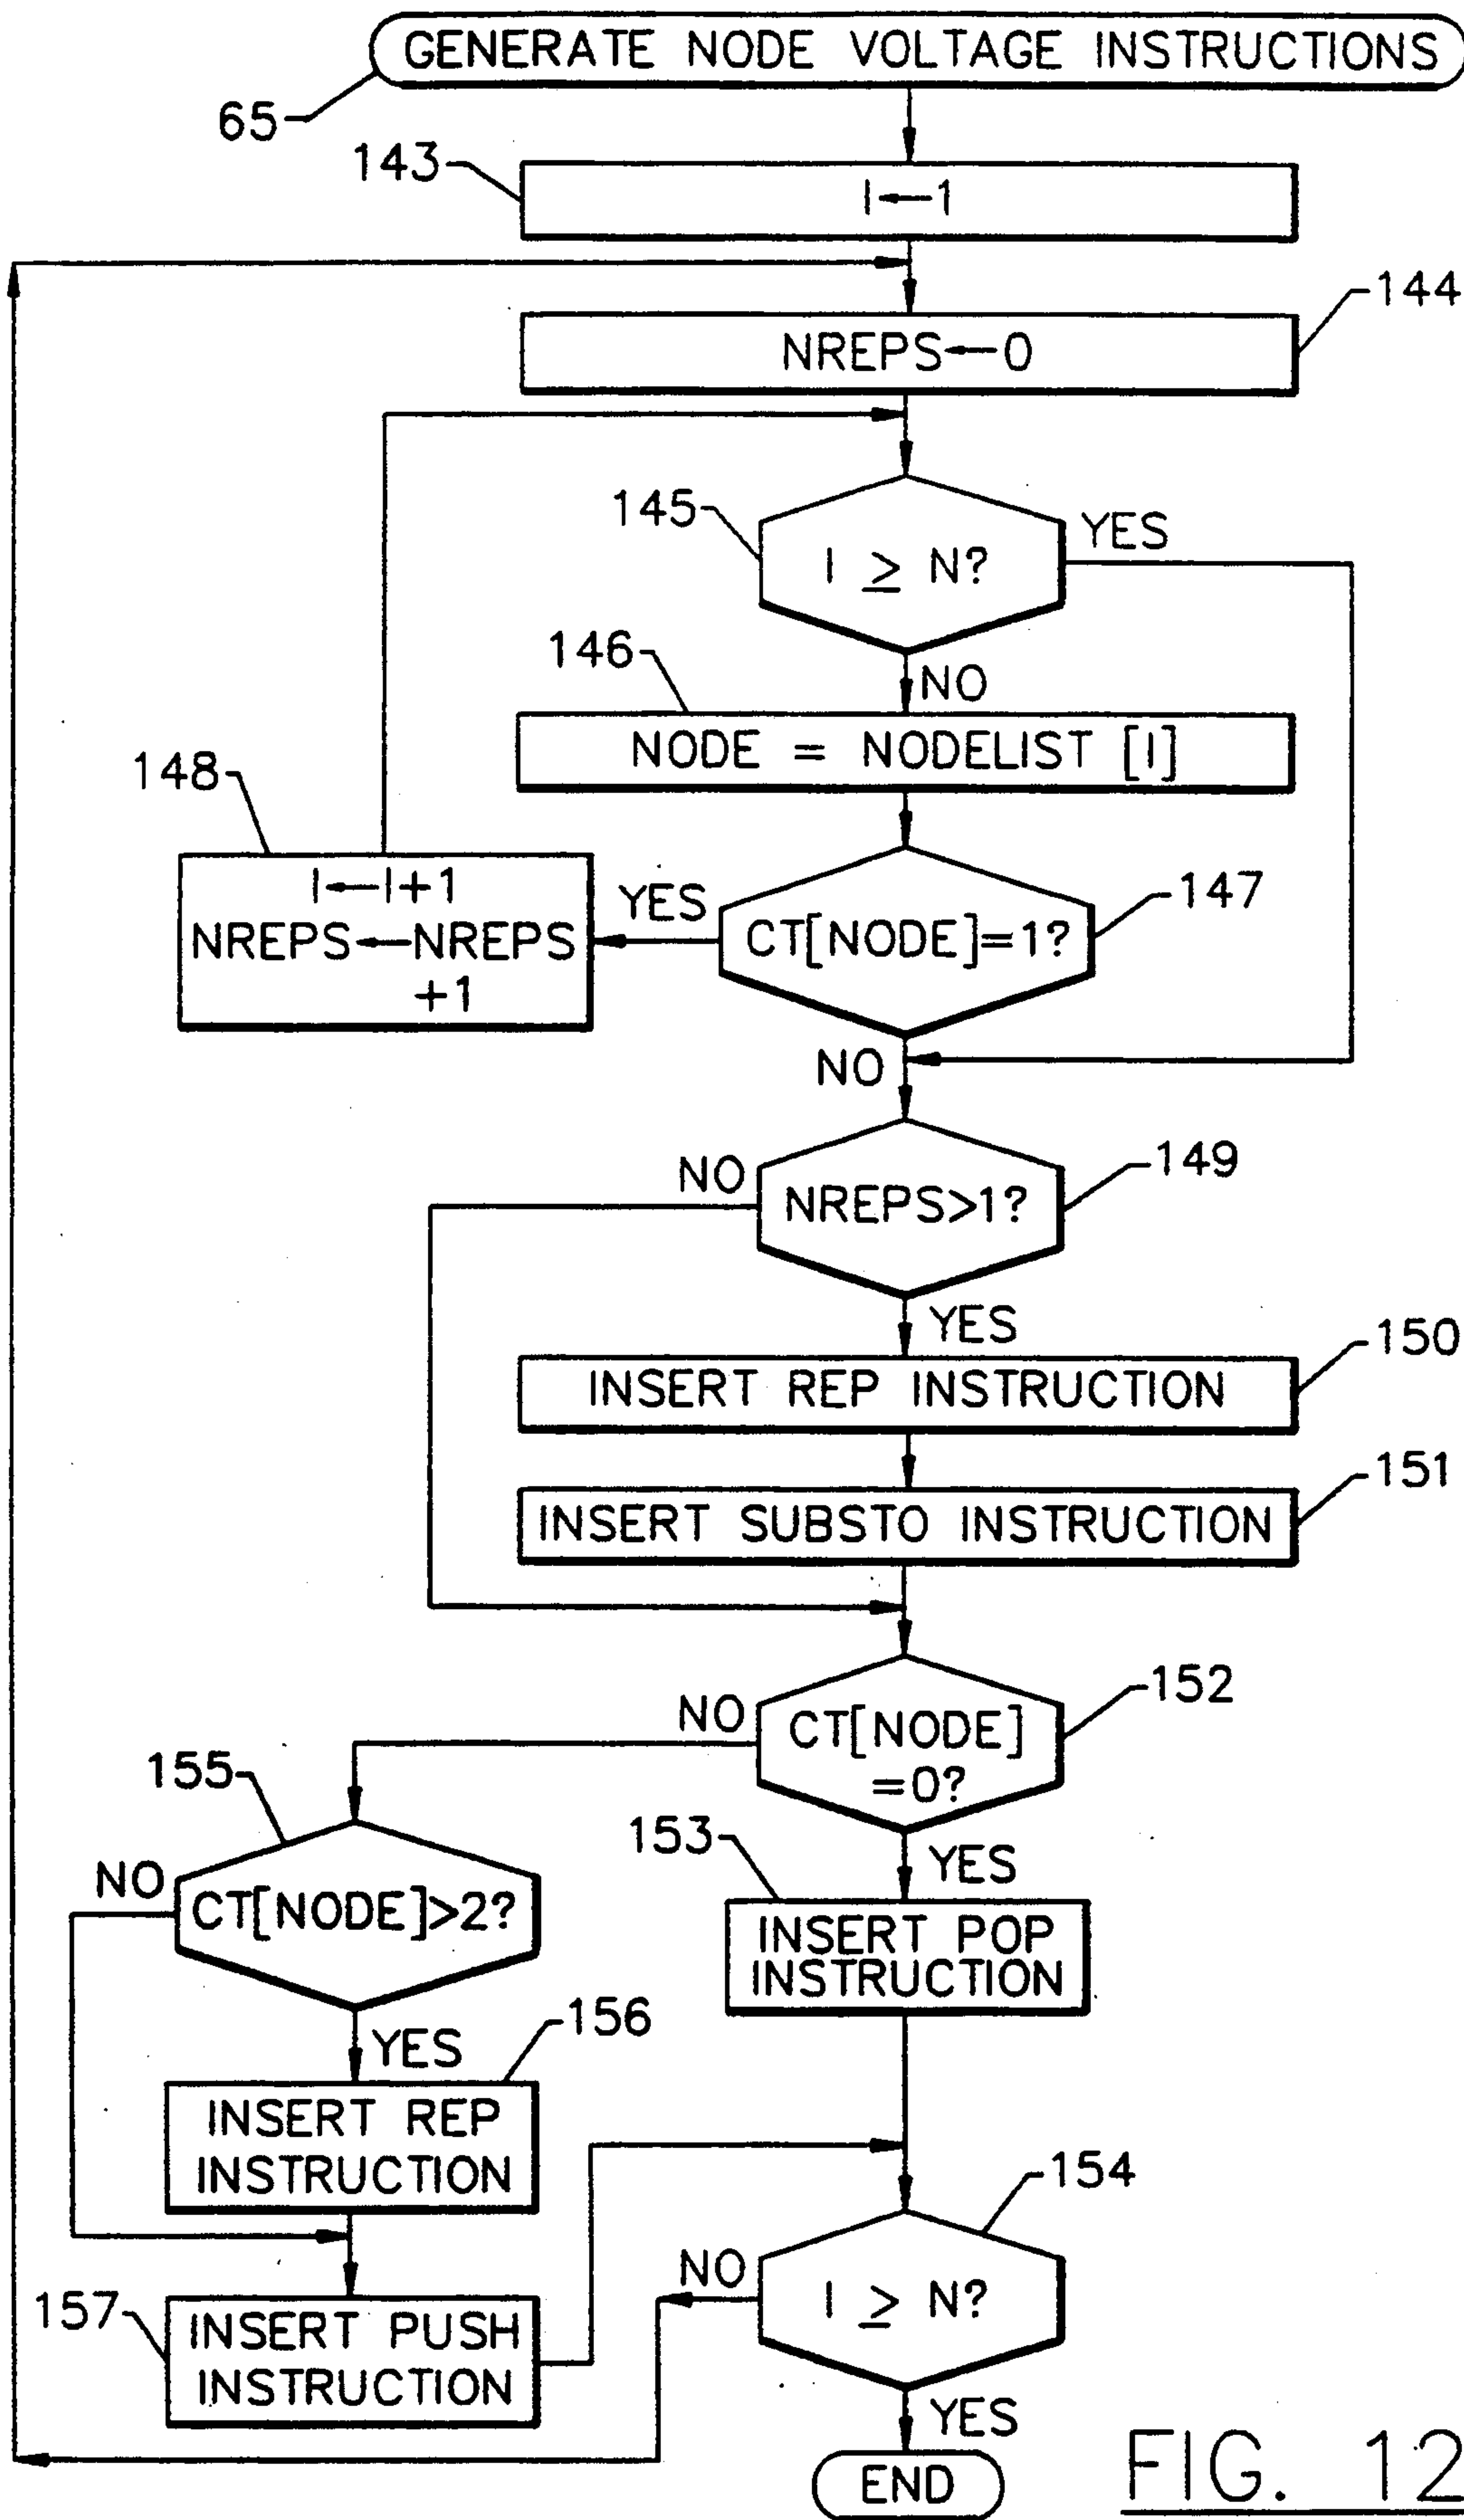 GENERATE NODE VOLTAGE INSTRUCTIONS
65
143
I←1
144
NREPS←0
145
I ≥ N?
YES
146
NO
NODE = NODELIST [I]
148
I←I+1
NREPS←NREPS
+1
YES
CT[NODE]=1?
147
NO
NO
NREPS>1?
149
YES
150
INSERT REP INSTRUCTION
151
INSERT SUBSTO INSTRUCTION
NO
CT[NODE]
=0?
152
155
153
YES
NO
CT[NODE]>2?
INSERT POP
INSTRUCTION
156
YES
INSERT REP
INSTRUCTION
154
NO
I ≥ N?
157
INSERT PUSH
INSTRUCTION
YES
END
FIG. 12